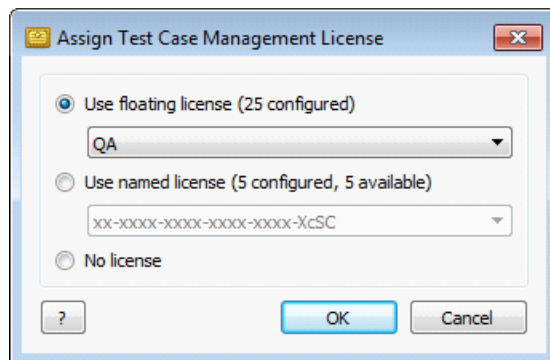 Assign Test Case Management License
Use floating license (25 configured)
QA
Use named license (5 configured, 5 available)
xx-xxxx-xxxx-xxxx-xxxx-XcSC
No license
?
OK
Cancel